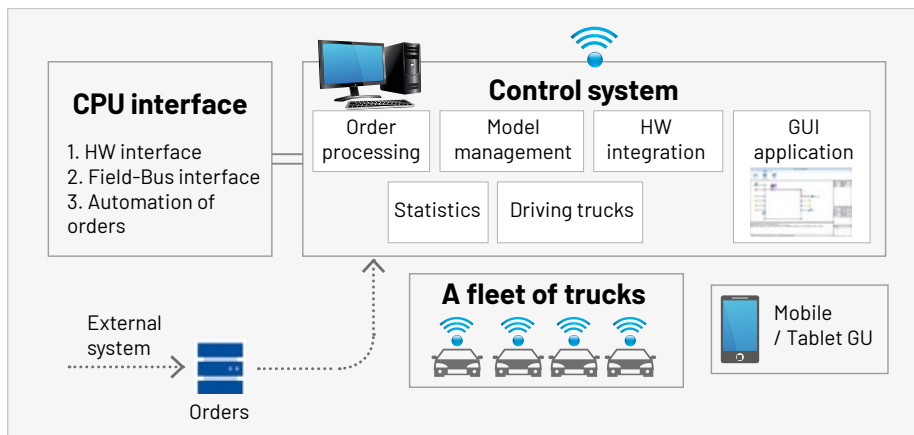 CPU interface
1. HW interface
2. Field-Bus interface
3. Automation of
orders
Control system
Order
processing
Model
management
HW
integration
GUI
application
Statistics
Driving trucks
A fleet of trucks
Mobile
/ Tablet GU
External
system
Orders